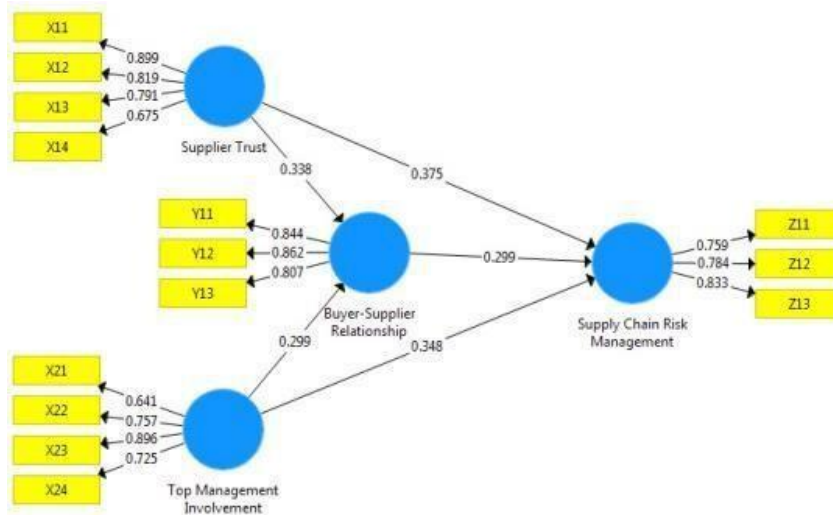 X11
X12
X13
X14
0.899
0.819
0.791
0.675
Supplier Trust
0.338
0.375
Y11
Y12
Y13
0.844
0.862
0.807
Buyer-Supplier
Relationship
0.299
Z11
Z12
Z13
0.759
0.784
0.833
Supply Chain Risk
Management
0.299
0.348
X21
X22
X23
X24
0.641
0.757
0.896
0.725
Top Management
Involvement